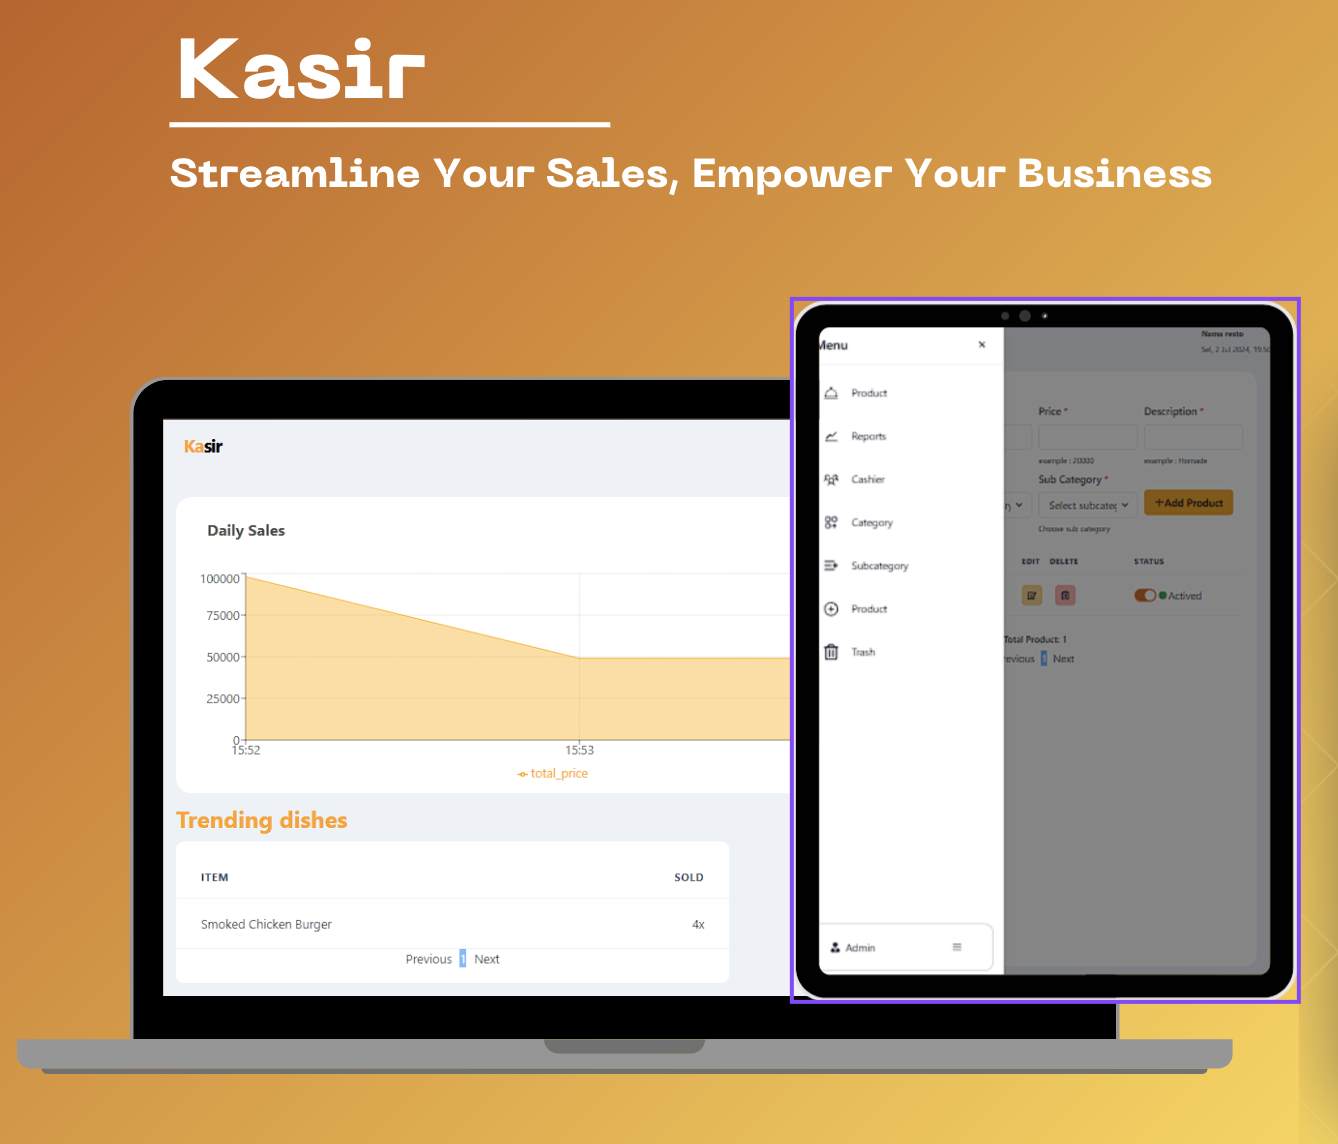 Kasir
Streamline Your Sales, Empower Your Business
Kasir
Daily Sales
100000
75000
50000
25000
0
15:52
15:53
total_price
Trending dishes
ITEM SOLD
Smoked Chicken Burger 4x
Previous 1 Next
Menu ×
Product
Reports
Cashier
Category
Subcategory
Product
Trash
Admin
Nama resto
Sel, 2 Jul 2024, 15:50
Price * Description *
example : 20000 example : Homade
Sub Category *
Select subcateg +Add Product
Choose sub category
EDIT DELETE STATUS
Actived
Total Product: 1
evious 1 Next